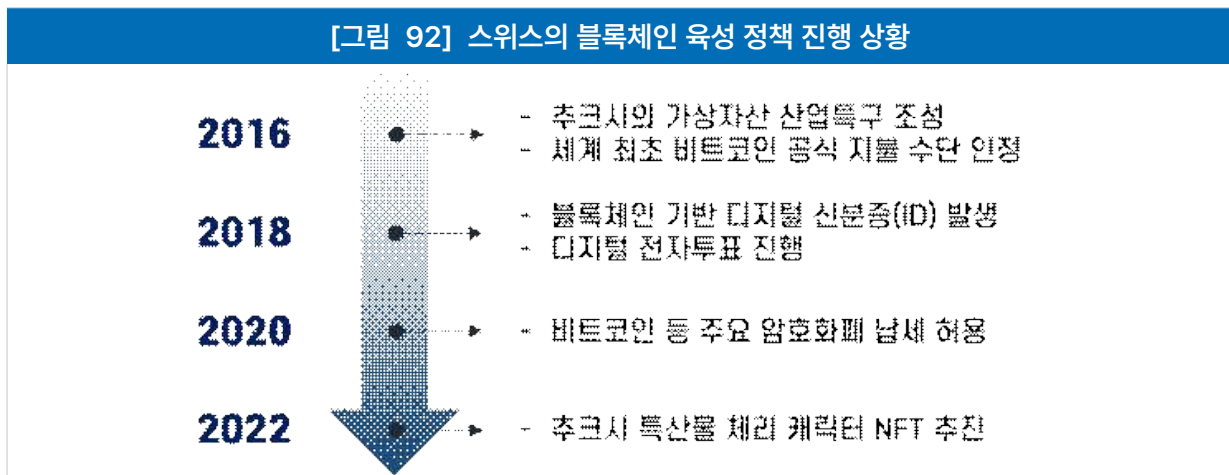 [그림 92] 스위스의 블록체인 육성 정책 진행 상황
2016
- 추크시의 가상자산 산업특구 조성
- 세계 최초 비트코인 공식 지불 수단 인정
2018
- 블록체인 기반 디지털 신분증(ID) 발생
- 디지털 전자투표 진행
2020
- 비트코인 등 주요 암호화폐 납세 허용
2022
- 추크시 특산물 체리 캐릭터 NFT 추진